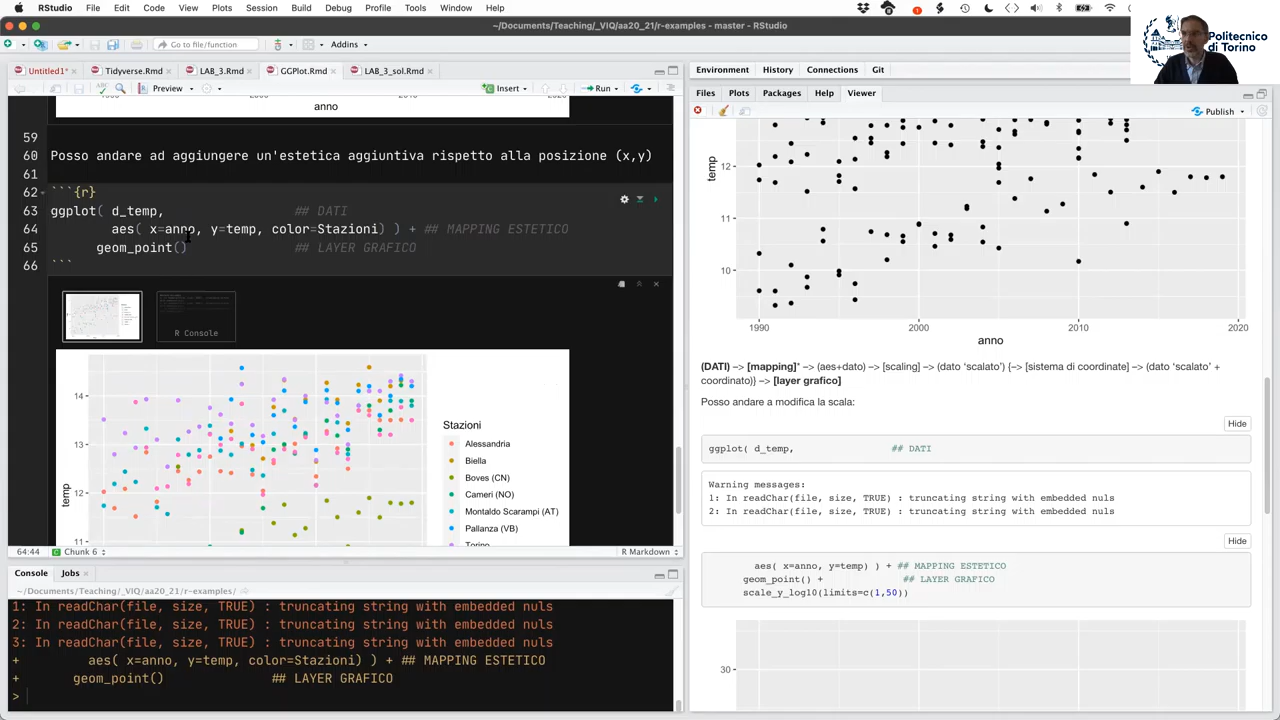 RStudio File Edit Code View Plots Session Build Debug Profile Tools Window Help
~/Documents/Teaching/_VIQ/aa20_21/r-examples - master - RStudio
Go to file/function Addins
Politecnico
di Torino
Untitled1* Tidyverse.Rmd LAB_3.Rmd GGPlot.Rmd LAB_3_sol.Rmd
Preview Insert Run
anno
59
60 Posso andare ad aggiungere un'estetica aggiuntiva rispetto alla posizione (x,y)
61
62 ```{r}
63 ggplot( d_temp, ## DATI
64 aes( x=anno, y=temp, color=Stazioni) ) + ## MAPPING ESTETICO
65 geom_point() ## LAYER GRAFICO
66 ```
R Console
14
13
12
11
temp
Stazioni
Alessandria
Biella
Boves (CN)
Cameri (NO)
Montaldo Scarampi (AT)
Pallanza (VB)
Torino
64:44 Chunk 6 R Markdown
Console Jobs
~/Documents/Teaching/_VIQ/aa20_21/r-examples/
1: In readChar(file, size, TRUE) : truncating string with embedded nuls
2: In readChar(file, size, TRUE) : truncating string with embedded nuls
3: In readChar(file, size, TRUE) : truncating string with embedded nuls
+ aes( x=anno, y=temp, color=Stazioni) ) + ## MAPPING ESTETICO
+ geom_point() ## LAYER GRAFICO
>
Environment History Connections Git
Files Plots Packages Help Viewer
Publish
temp
12
11
10
1990 2000 2010 2020
anno
(DATI) –> [mapping]* –> (aes+dato) –> [scaling] –> (dato 'scalato') {–> [sistema di coordinate] –> (dato 'scalato' +
coordinato)} –> [layer grafico]
Posso andare a modifica la scala:
Hide
ggplot( d_temp, ## DATI
Warning messages:
1: In readChar(file, size, TRUE) : truncating string with embedded nuls
2: In readChar(file, size, TRUE) : truncating string with embedded nuls
Hide
aes( x=anno, y=temp) ) + ## MAPPING ESTETICO
geom_point() + ## LAYER GRAFICO
scale_y_log10(limits=c(1,50))
30